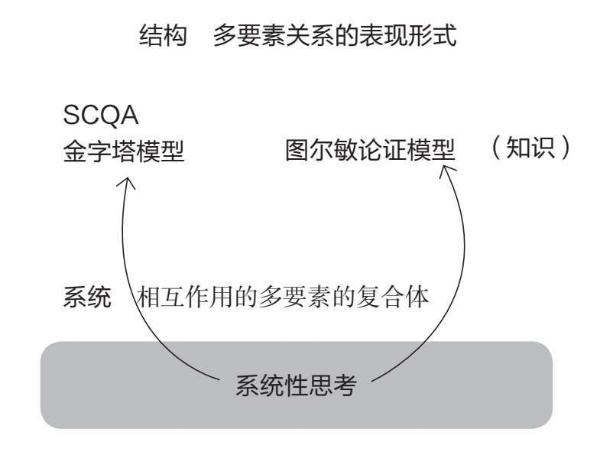 结构 多要素关系的表现形式
SCQA
金字塔模型 图尔敏论证模型 （知识）
系统 相互作用的多要素的复合体
系统性思考